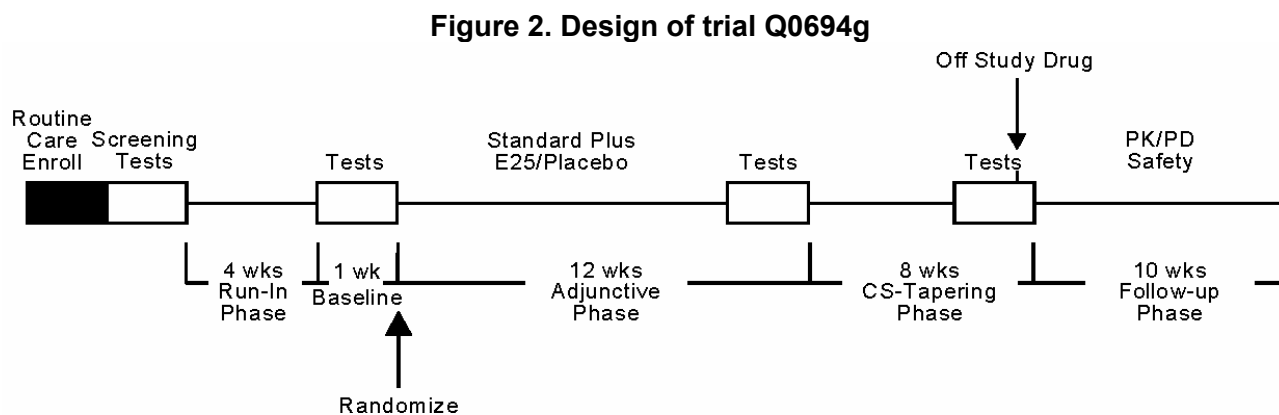 Figure 2. Design of trial Q0694g
Off Study Drug
Routine
Care
Enroll
Screening
Tests
Tests
Standard Plus
E25/Placebo
Tests
Tests
PK/PD
Safety
4 wks
Run-In
Phase
1 wk
Baseline
12 wks
Adjunctive
Phase
8 wks
CS-Tapering
Phase
10 wks
Follow-up
Phase
Randomize